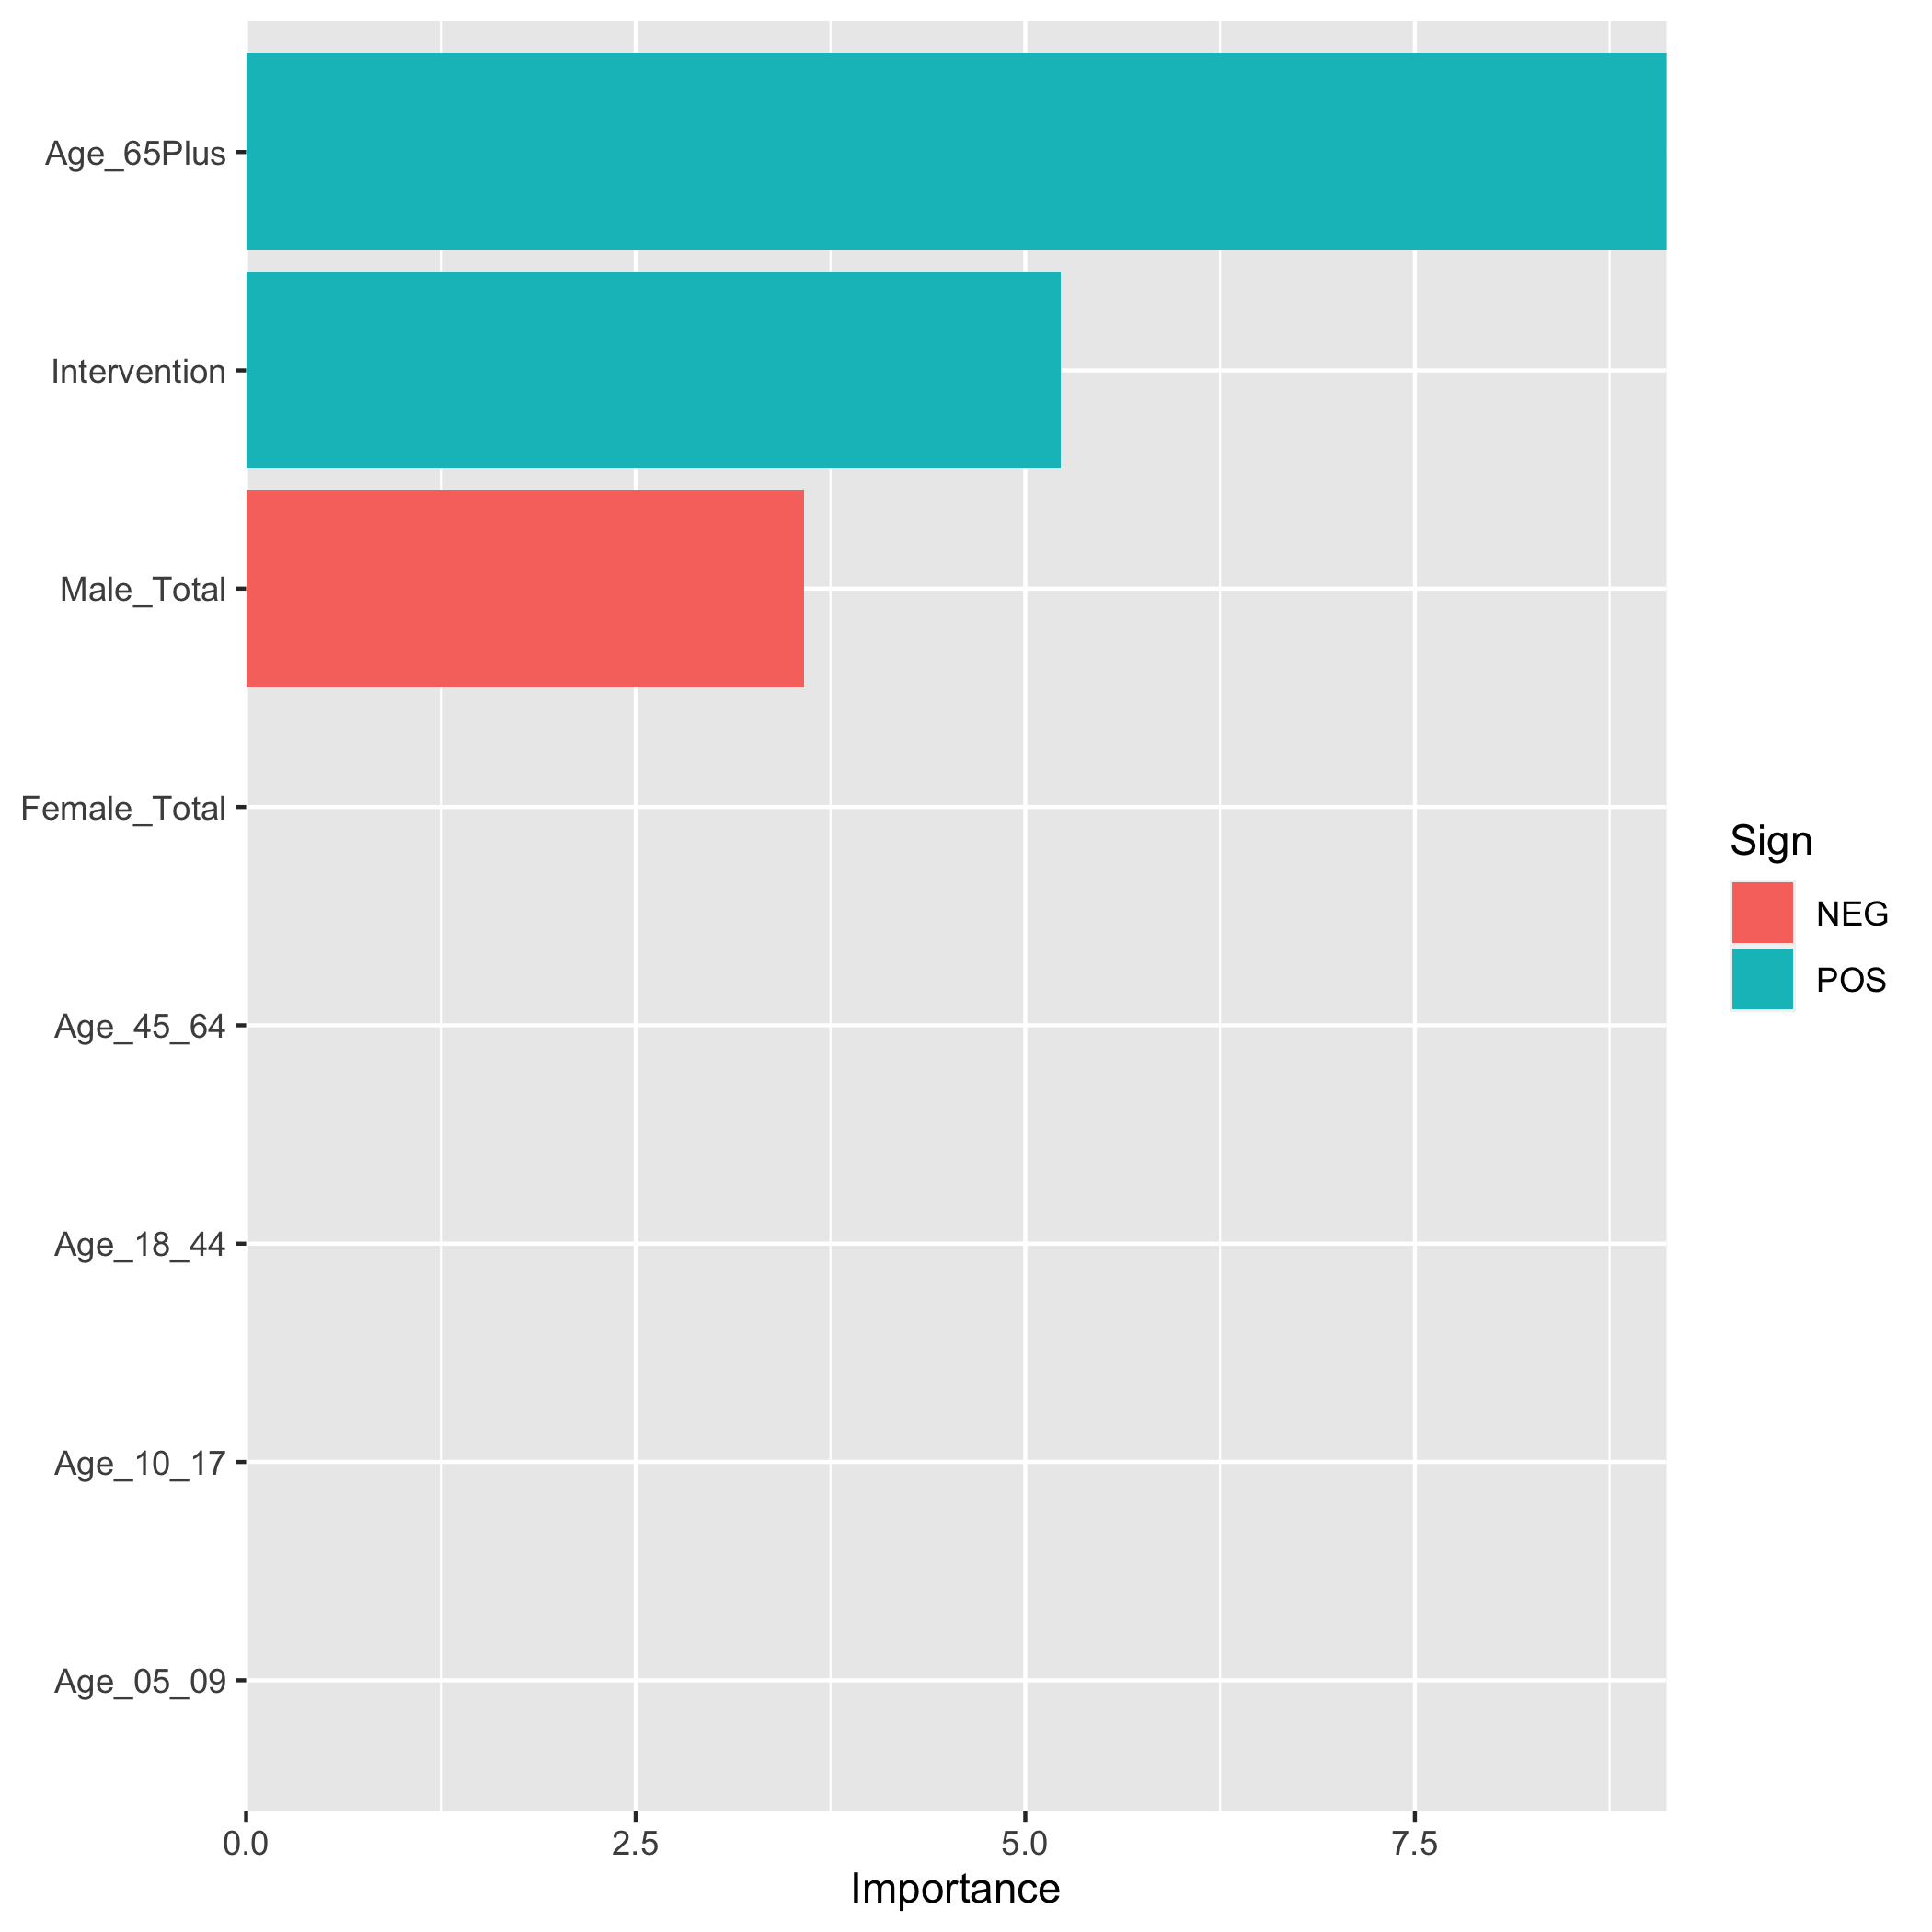 Age_65Plus
Intervention
Male_Total
Female_Total
Age_45_64
Age_18_44
Age_10_17
Age_05_09
0.0 2.5 5.0 7.5
Importance
Sign
NEG
POS